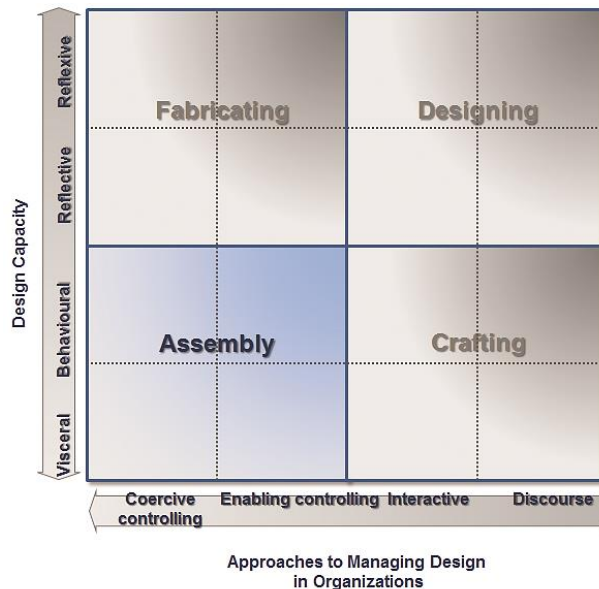 Reflexive
Fabricating
Designing
Reflective
Design Capacity
Behavioural
Assembly
Crafting
Visceral
Coercive controlling
Enabling controlling
Interactive
Discourse
Approaches to Managing Design
in Organizations